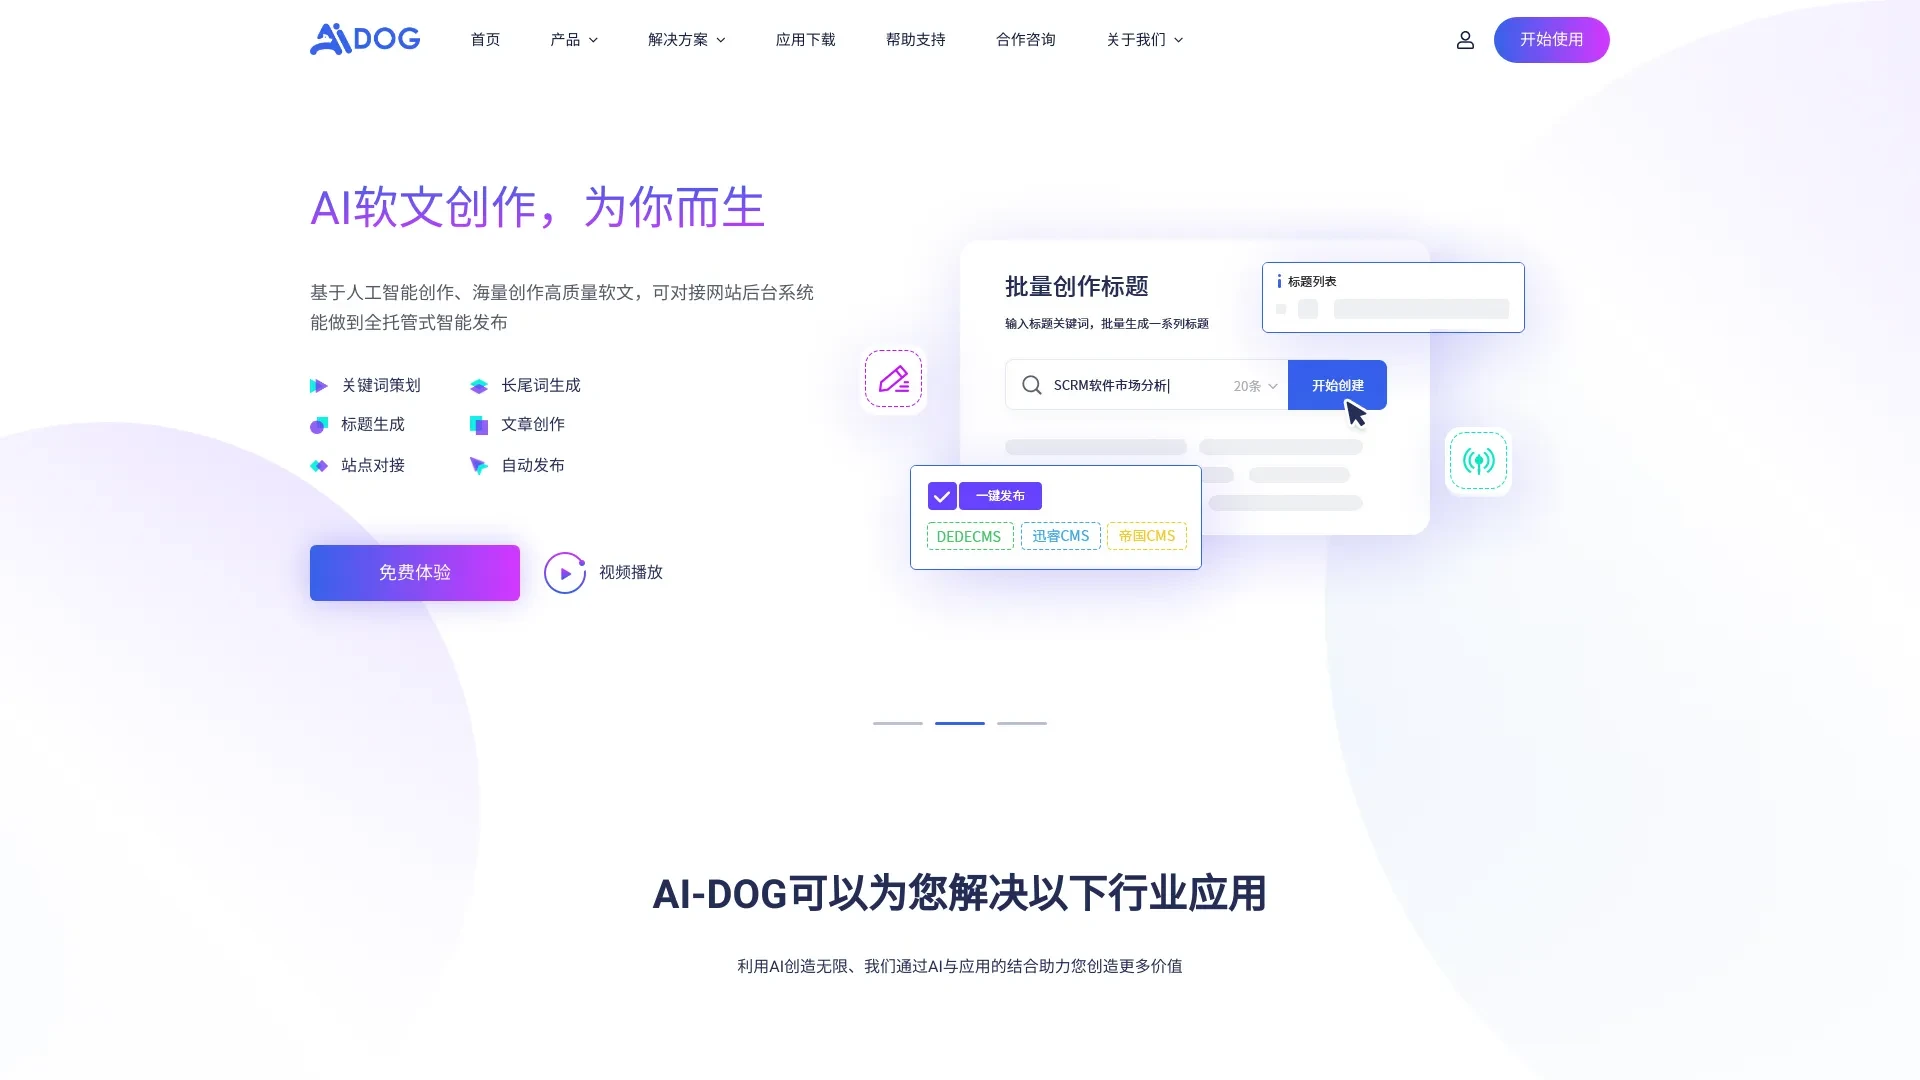 AiDOG
首页
产品
解决方案
应用下载
帮助支持
合作咨询
关于我们
开始使用
AI软文创作，为你而生
基于人工智能创作、海量创作高质量软文，可对接网站后台系统
能做到全托管式智能发布
关键词策划
长尾词生成
标题生成
文章创作
站点对接
自动发布
免费体验
视频播放
批量创作标题
输入标题关键词，批量生成一系列标题
标题列表
SCRM软件市场分析
20条
开始创建
一键发布
DEDECMS
迅睿CMS
帝国CMS
AI-DOG可以为您解决以下行业应用
利用AI创造无限、我们通过AI与应用的结合助力您创造更多价值